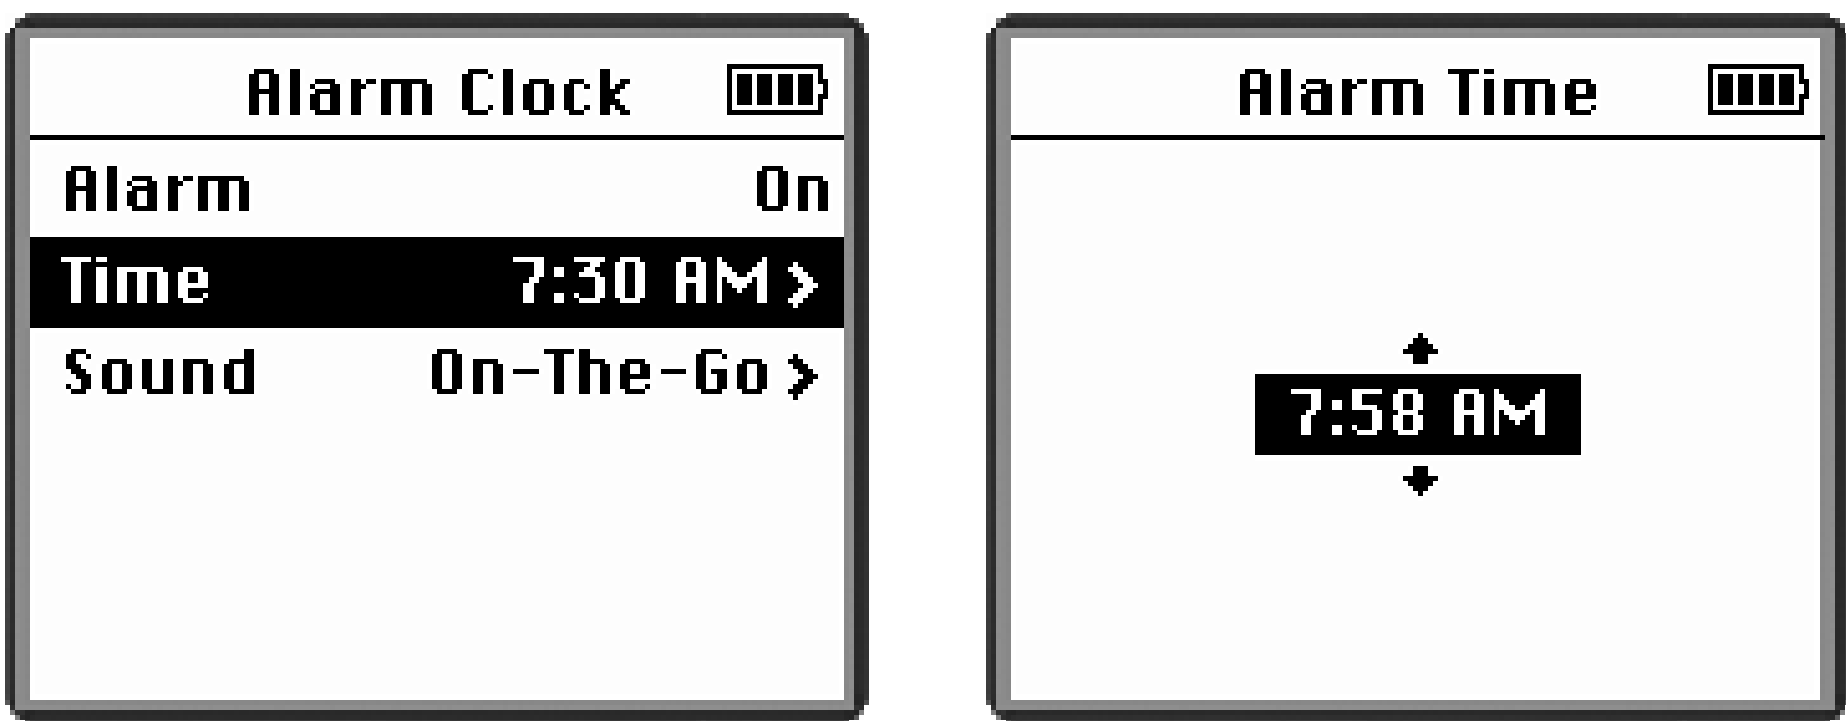 Alarm Clock
Alarm On
Time 7:30 AM >
Sound On-The-Go >
Alarm Time
7:58 AM